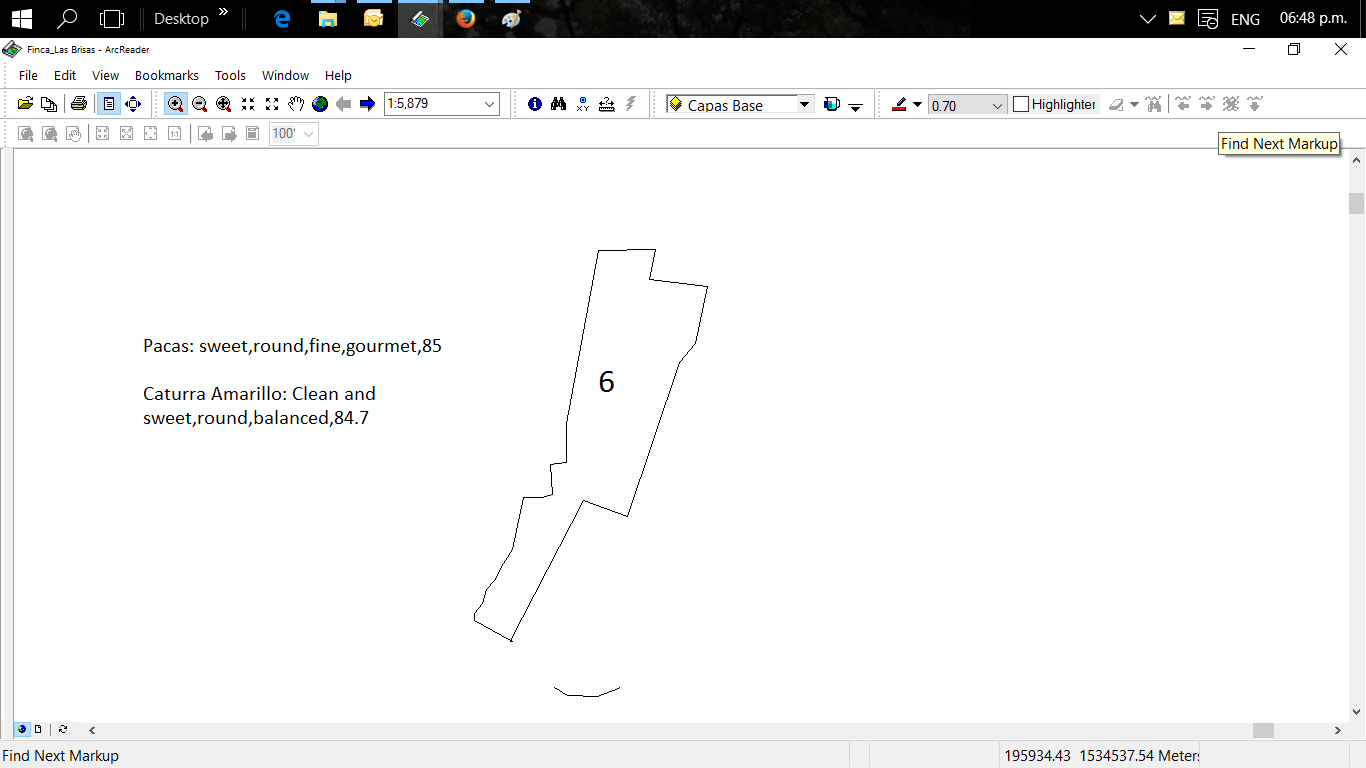 Desktop »
ENG 06:48 p.m.
Finca_Las Brisas - ArcReader
File Edit View Bookmarks Tools Window Help
1:5,879 Capas Base 0.70 Highlighter
100'
Find Next Markup
Pacas: sweet,round,fine,gourmet,85
6
Caturra Amarillo: Clean and
sweet,round,balanced,84.7
Find Next Markup 195934.43 1534537.54 Meters